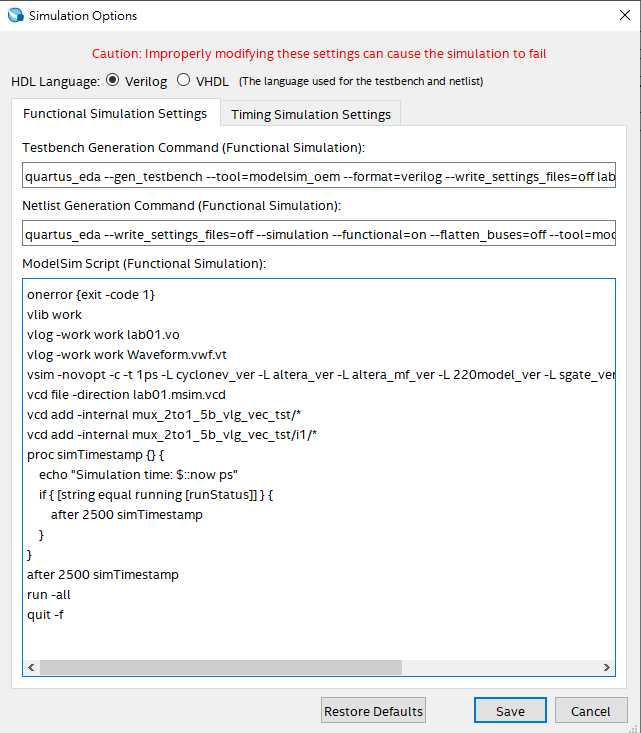 Simulation Options
Caution: Improperly modifying these settings can cause the simulation to fail
HDL Language: Verilog VHDL (The language used for the testbench and netlist)
Functional Simulation Settings Timing Simulation Settings
Testbench Generation Command (Functional Simulation):
quartus_eda --gen_testbench --tool=modelsim_oem --format=verilog --write_settings_files=off lab
Netlist Generation Command (Functional Simulation):
quartus_eda --write_settings_files=off --simulation --functional=on --flatten_buses=off --tool=mod
ModelSim Script (Functional Simulation):
onerror {exit -code 1}
vlib work
vlog -work work lab01.vo
vlog -work work Waveform.vwf.vt
vsim -novopt -c -t 1ps -L cyclonev_ver -L altera_ver -L altera_mf_ver -L 220model_ver -L sgate_ver
vcd file -direction lab01.msim.vcd
vcd add -internal mux_2to1_5b_vlg_vec_tst/*
vcd add -internal mux_2to1_5b_vlg_vec_tst/i1/*
proc simTimestamp {} {
echo "Simulation time: $::now ps"
if { [string equal running [runStatus]] } {
after 2500 simTimestamp
}
}
after 2500 simTimestamp
run -all
quit -f
Restore Defaults Save Cancel